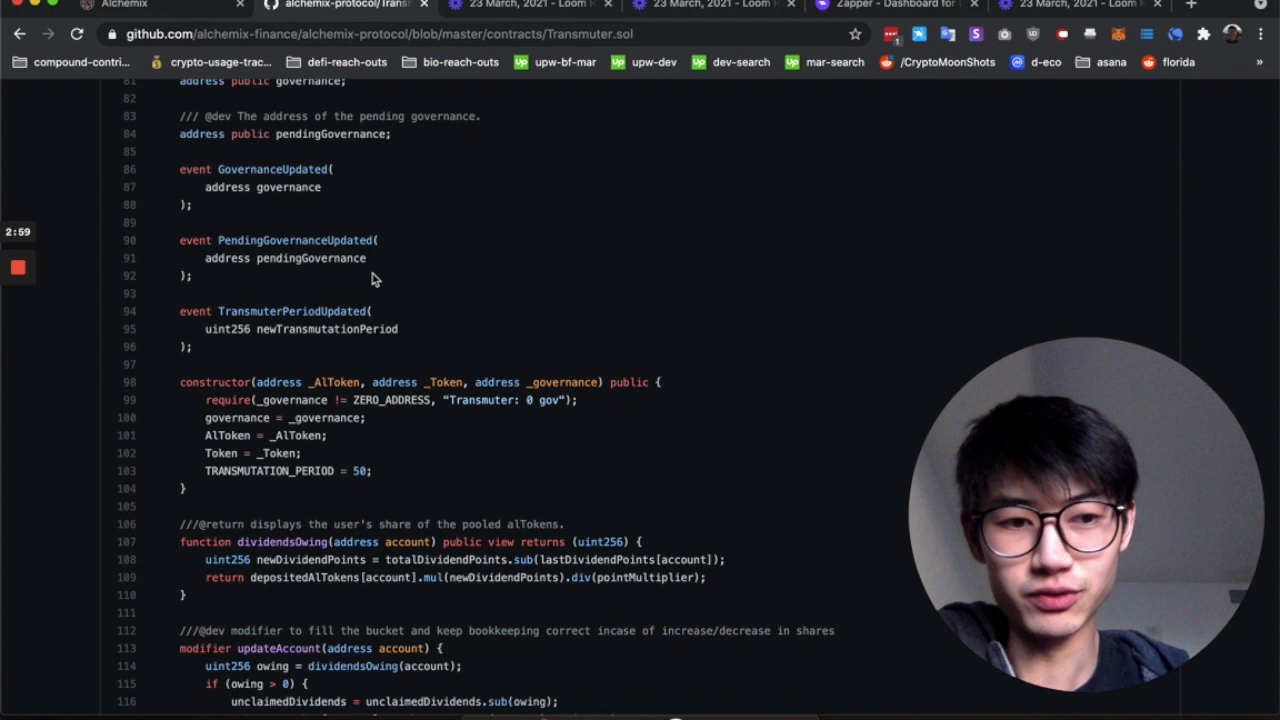 Alchemix
alchemix-protocol/Trans
23 March, 2021 - Loom
23 March, 2021 - Loom
Zapper - Dashboard for
23 March, 2021 - Loom
github.com/alchemix-finance/alchemix-protocol/blob/master/contracts/Transmuter.sol
1
compound-contri...
crypto-usage-trac...
defi-reach-outs
bio-reach-outs
Up upw-bf-mar
Up upw-dev
Up dev-search
Up mar-search
/CryptoMoonShots
d-eco
asana
florida
»
81 address public governance;
82
83 /// @dev The address of the pending governance.
84 address public pendingGovernance;
85
86 event GovernanceUpdated(
87 address governance
88 );
89
90 event PendingGovernanceUpdated(
91 address pendingGovernance
92 );
93
94 event TransmuterPeriodUpdated(
95 uint256 newTransmutationPeriod
96 );
97
98 constructor(address _AlToken, address _Token, address _governance) public {
99 require(_governance != ZERO_ADDRESS, "Transmuter: 0 gov");
100 governance = _governance;
101 AlToken = _AlToken;
102 Token = _Token;
103 TRANSMUTATION_PERIOD = 50;
104 }
105
106 ///@return displays the user's share of the pooled alTokens.
107 function dividendsOwing(address account) public view returns (uint256) {
108 uint256 newDividendPoints = totalDividendPoints.sub(lastDividendPoints[account]);
109 return depositedAlTokens[account].mul(newDividendPoints).div(pointMultiplier);
110 }
111
112 ///@dev modifier to fill the bucket and keep bookkeeping correct incase of increase/decrease in shares
113 modifier updateAccount(address account) {
114 uint256 owing = dividendsOwing(account);
115 if (owing > 0) {
116 unclaimedDividends = unclaimedDividends.sub(owing);
2:59